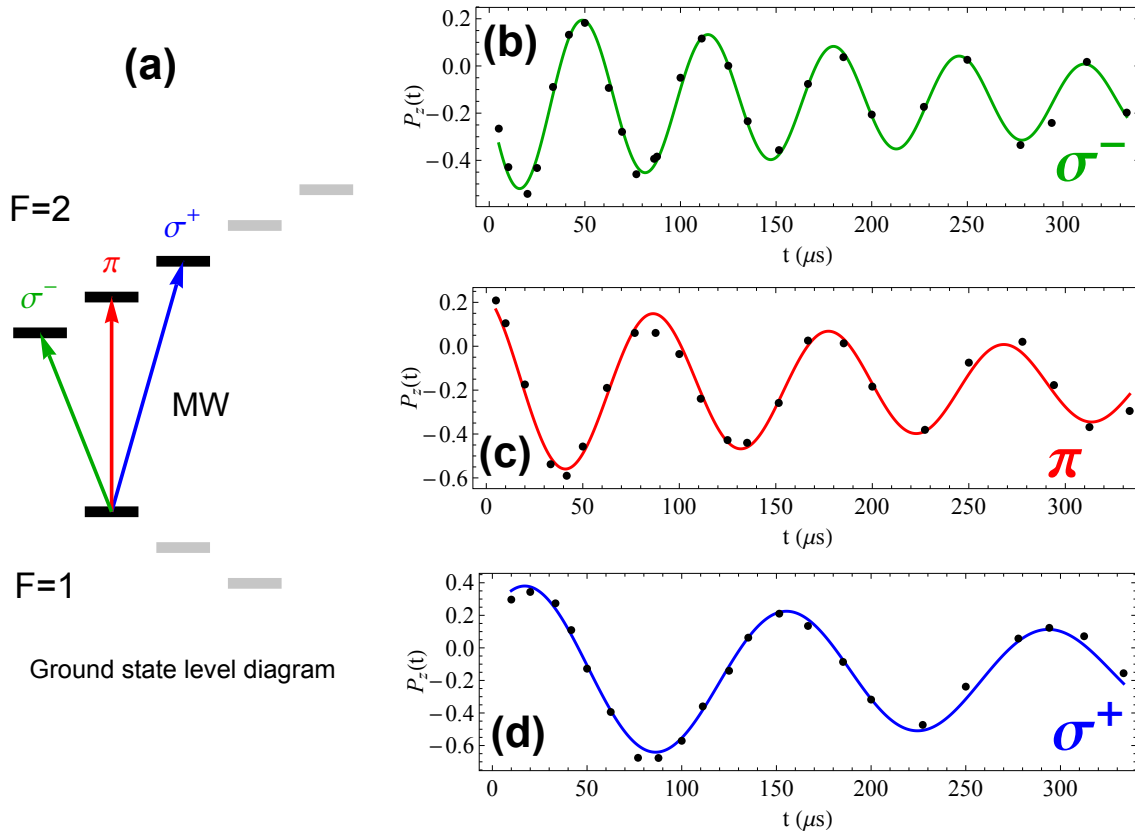 (a)
F=2
σ⁻
π
σ⁺
MW
F=1
Ground state level diagram
(b)
P_z(t)
0.0
−0.2
−0.4
0 50 100 150 200 250 300
t (μs)
σ⁻
(c)
P_z(t)
0.2
0.0
−0.2
−0.4
−0.6
0 50 100 150 200 250 300
t (μs)
π
(d)
P_z(t)
0.4
0.2
0.0
−0.2
−0.4
−0.6
0 50 100 150 200 250 300
t (μs)
σ⁺